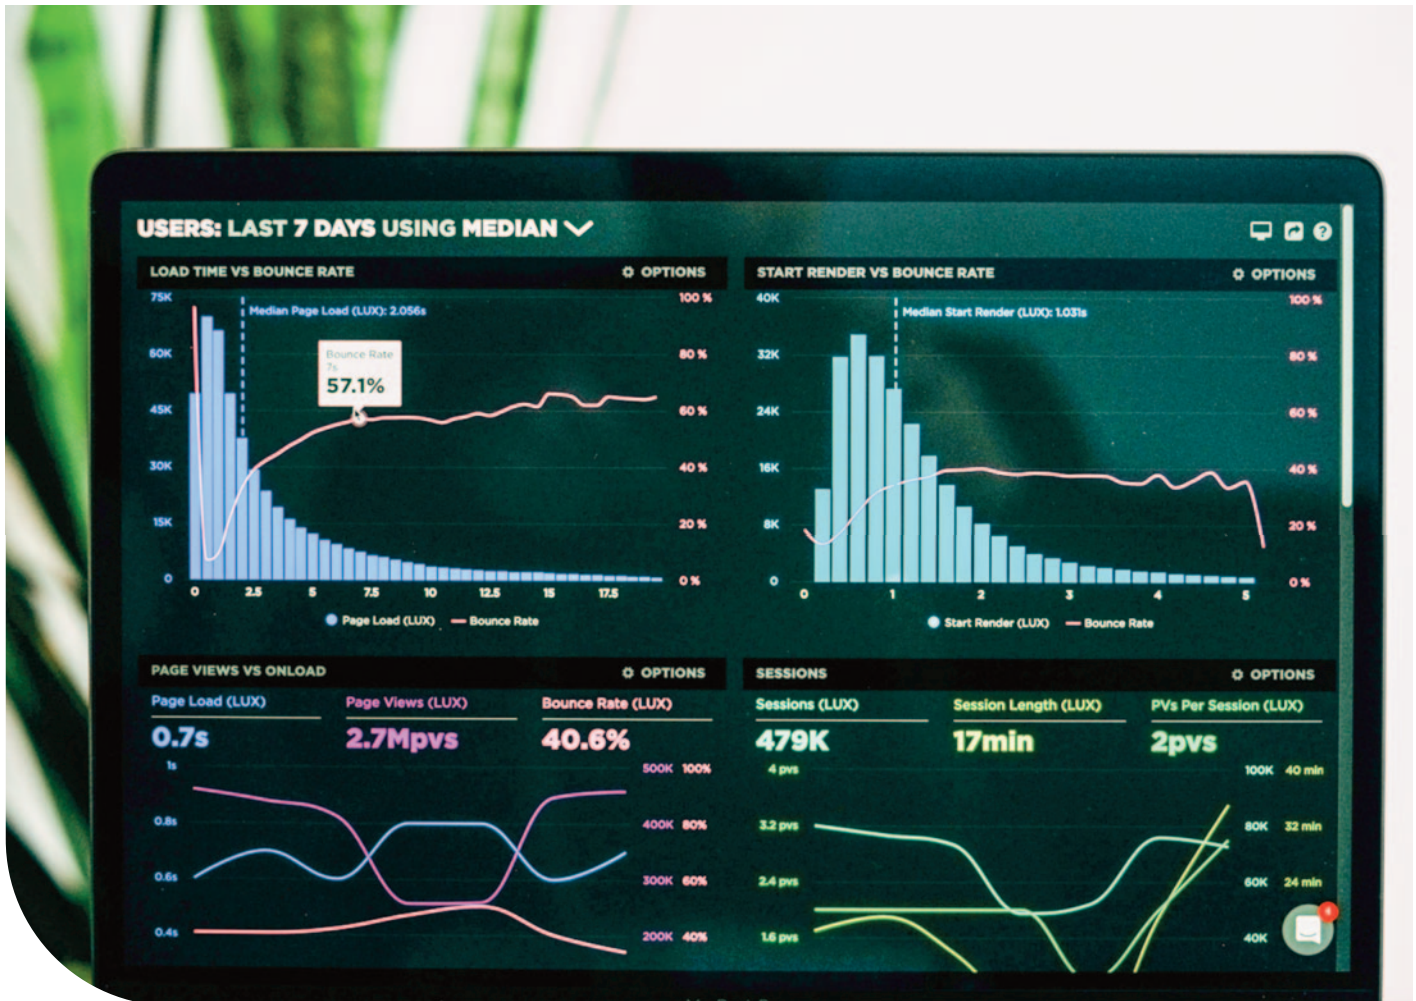 USERS: LAST 7 DAYS USING MEDIAN
LOAD TIME VS BOUNCE RATE
OPTIONS
75K
60K
45K
30K
15K
0
Median Page Load (LUX): 2.056s
Bounce Rate
7s
57.1%
100 %
80 %
60 %
40 %
20 %
0 %
0 2.5 5 7.5 10 12.5 15 17.5
Page Load (LUX) Bounce Rate
START RENDER VS BOUNCE RATE
OPTIONS
40K
32K
24K
16K
8K
0
Median Start Render (LUX): 1.031s
100 %
80 %
60 %
40 %
20 %
0 %
0 1 2 3 4 5
Start Render (LUX) Bounce Rate
PAGE VIEWS VS ONLOAD
OPTIONS
Page Load (LUX) Page Views (LUX) Bounce Rate (LUX)
0.7s 2.7Mpvs 40.6%
1s
0.8s
0.6s
0.4s
500K 100%
400K 80%
300K 60%
200K 40%
SESSIONS
OPTIONS
Sessions (LUX) Session Length (LUX) PVs Per Session (LUX)
479K 17min 2pvs
4 pvs
3.2 pvs
2.4 pvs
1.6 pvs
100K 40 min
80K 32 min
60K 24 min
40K